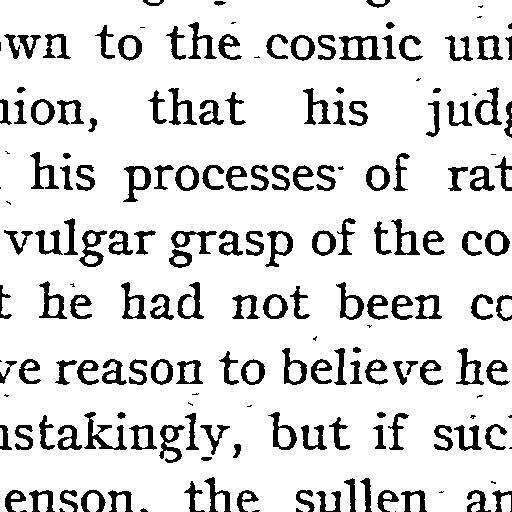 own to the cosmic uni
nion, that his judg
his processes of rat
vulgar grasp of the co
t he had not been co
ve reason to believe he
nstakingly, but if such
enson, the sullen an